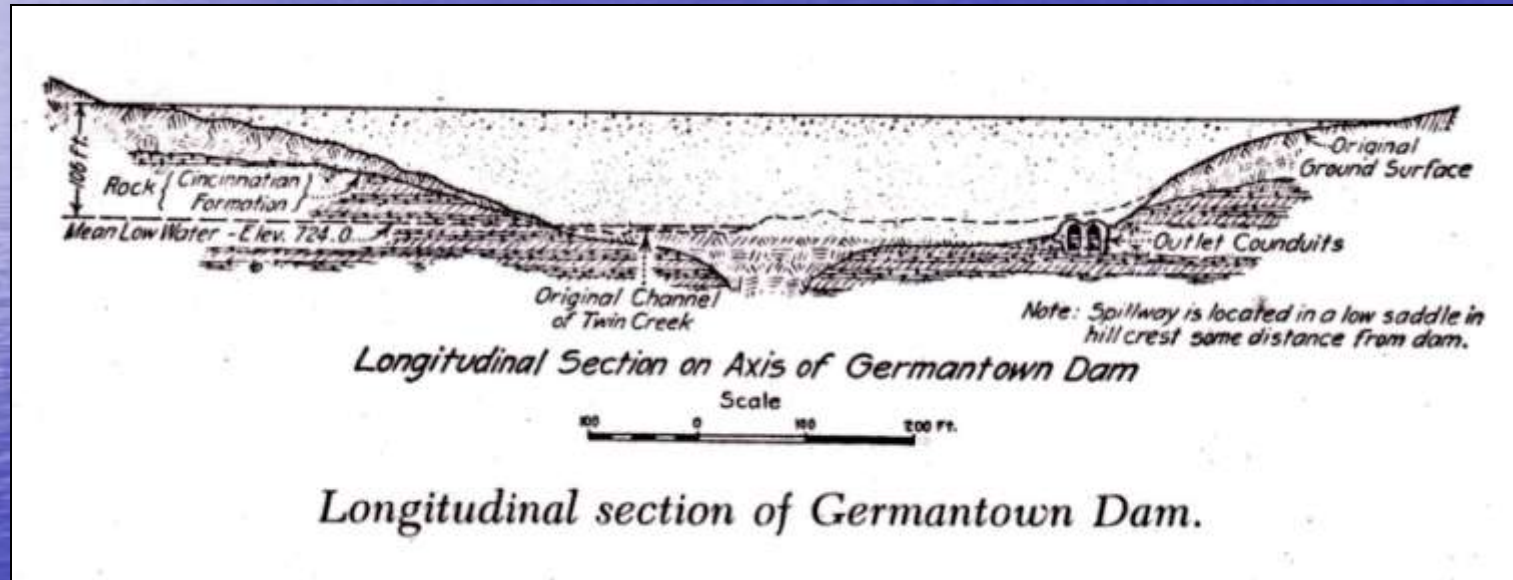 106 Ft.
Rock { Cincinnatian
Formation }
Mean Low Water - Elev. 724.0
Original
Ground Surface
Outlet Counduits
Original Channel
of Twin Creek
Note: Spillway is located in a low saddle in
hill crest some distance from dam.
Longitudinal Section on Axis of Germantown Dam
Scale
100 0 100 200 Ft.
Longitudinal section of Germantown Dam.